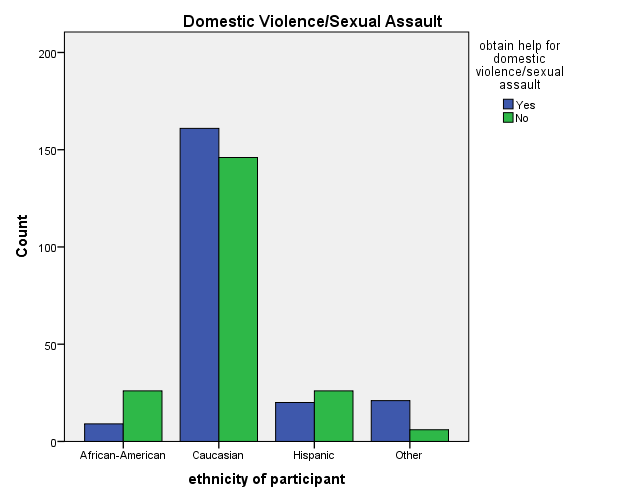 Domestic Violence/Sexual Assault
obtain help for
domestic
violence/sexual
assault
Yes
No
200
150
100
50
0
Count
African-American
Caucasian
Hispanic
Other
ethnicity of participant